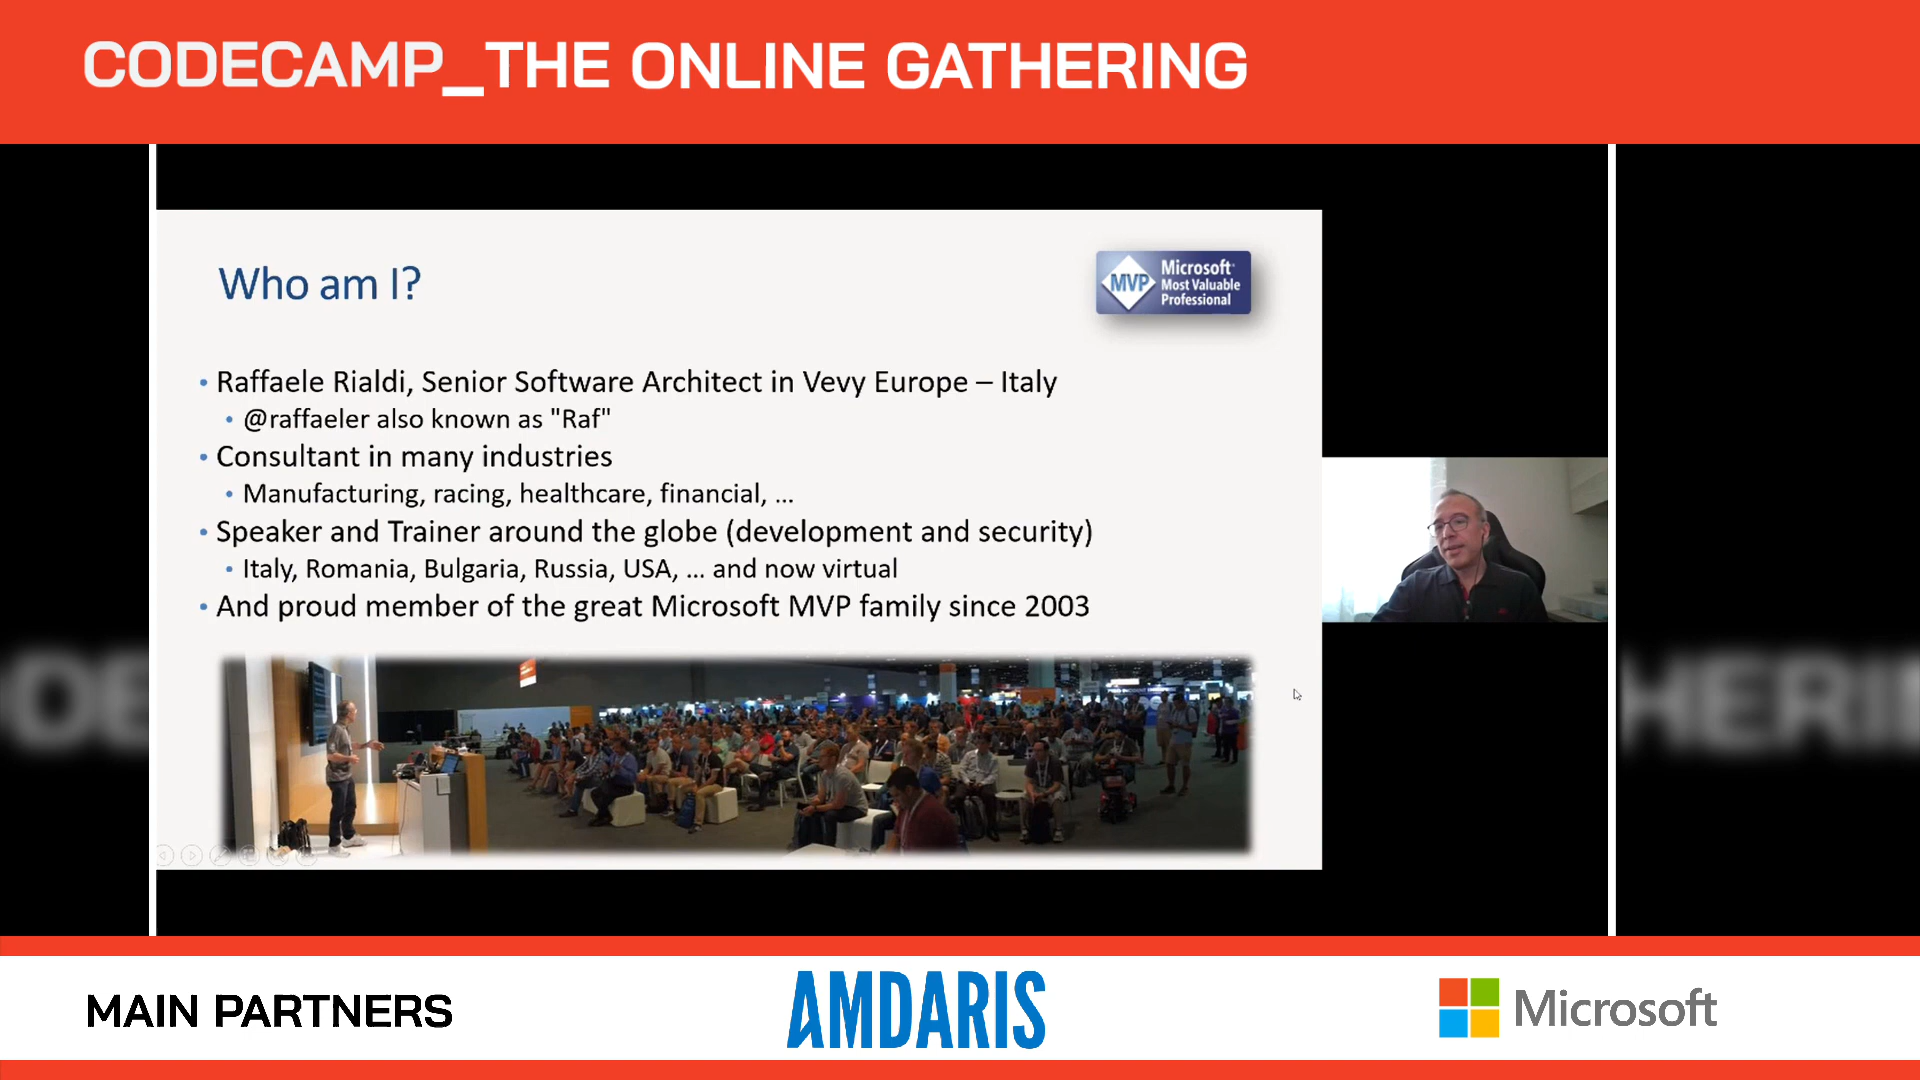 CODECAMP_THE ONLINE GATHERING
Who am I?
MVP
Microsoft
Most Valuable
Professional
• Raffaele Rialdi, Senior Software Architect in Vevy Europe – Italy
• @raffaeler also known as "Raf"
• Consultant in many industries
• Manufacturing, racing, healthcare, financial, ...
• Speaker and Trainer around the globe (development and security)
• Italy, Romania, Bulgaria, Russia, USA, ... and now virtual
• And proud member of the great Microsoft MVP family since 2003
MAIN PARTNERS
AMDARIS
Microsoft